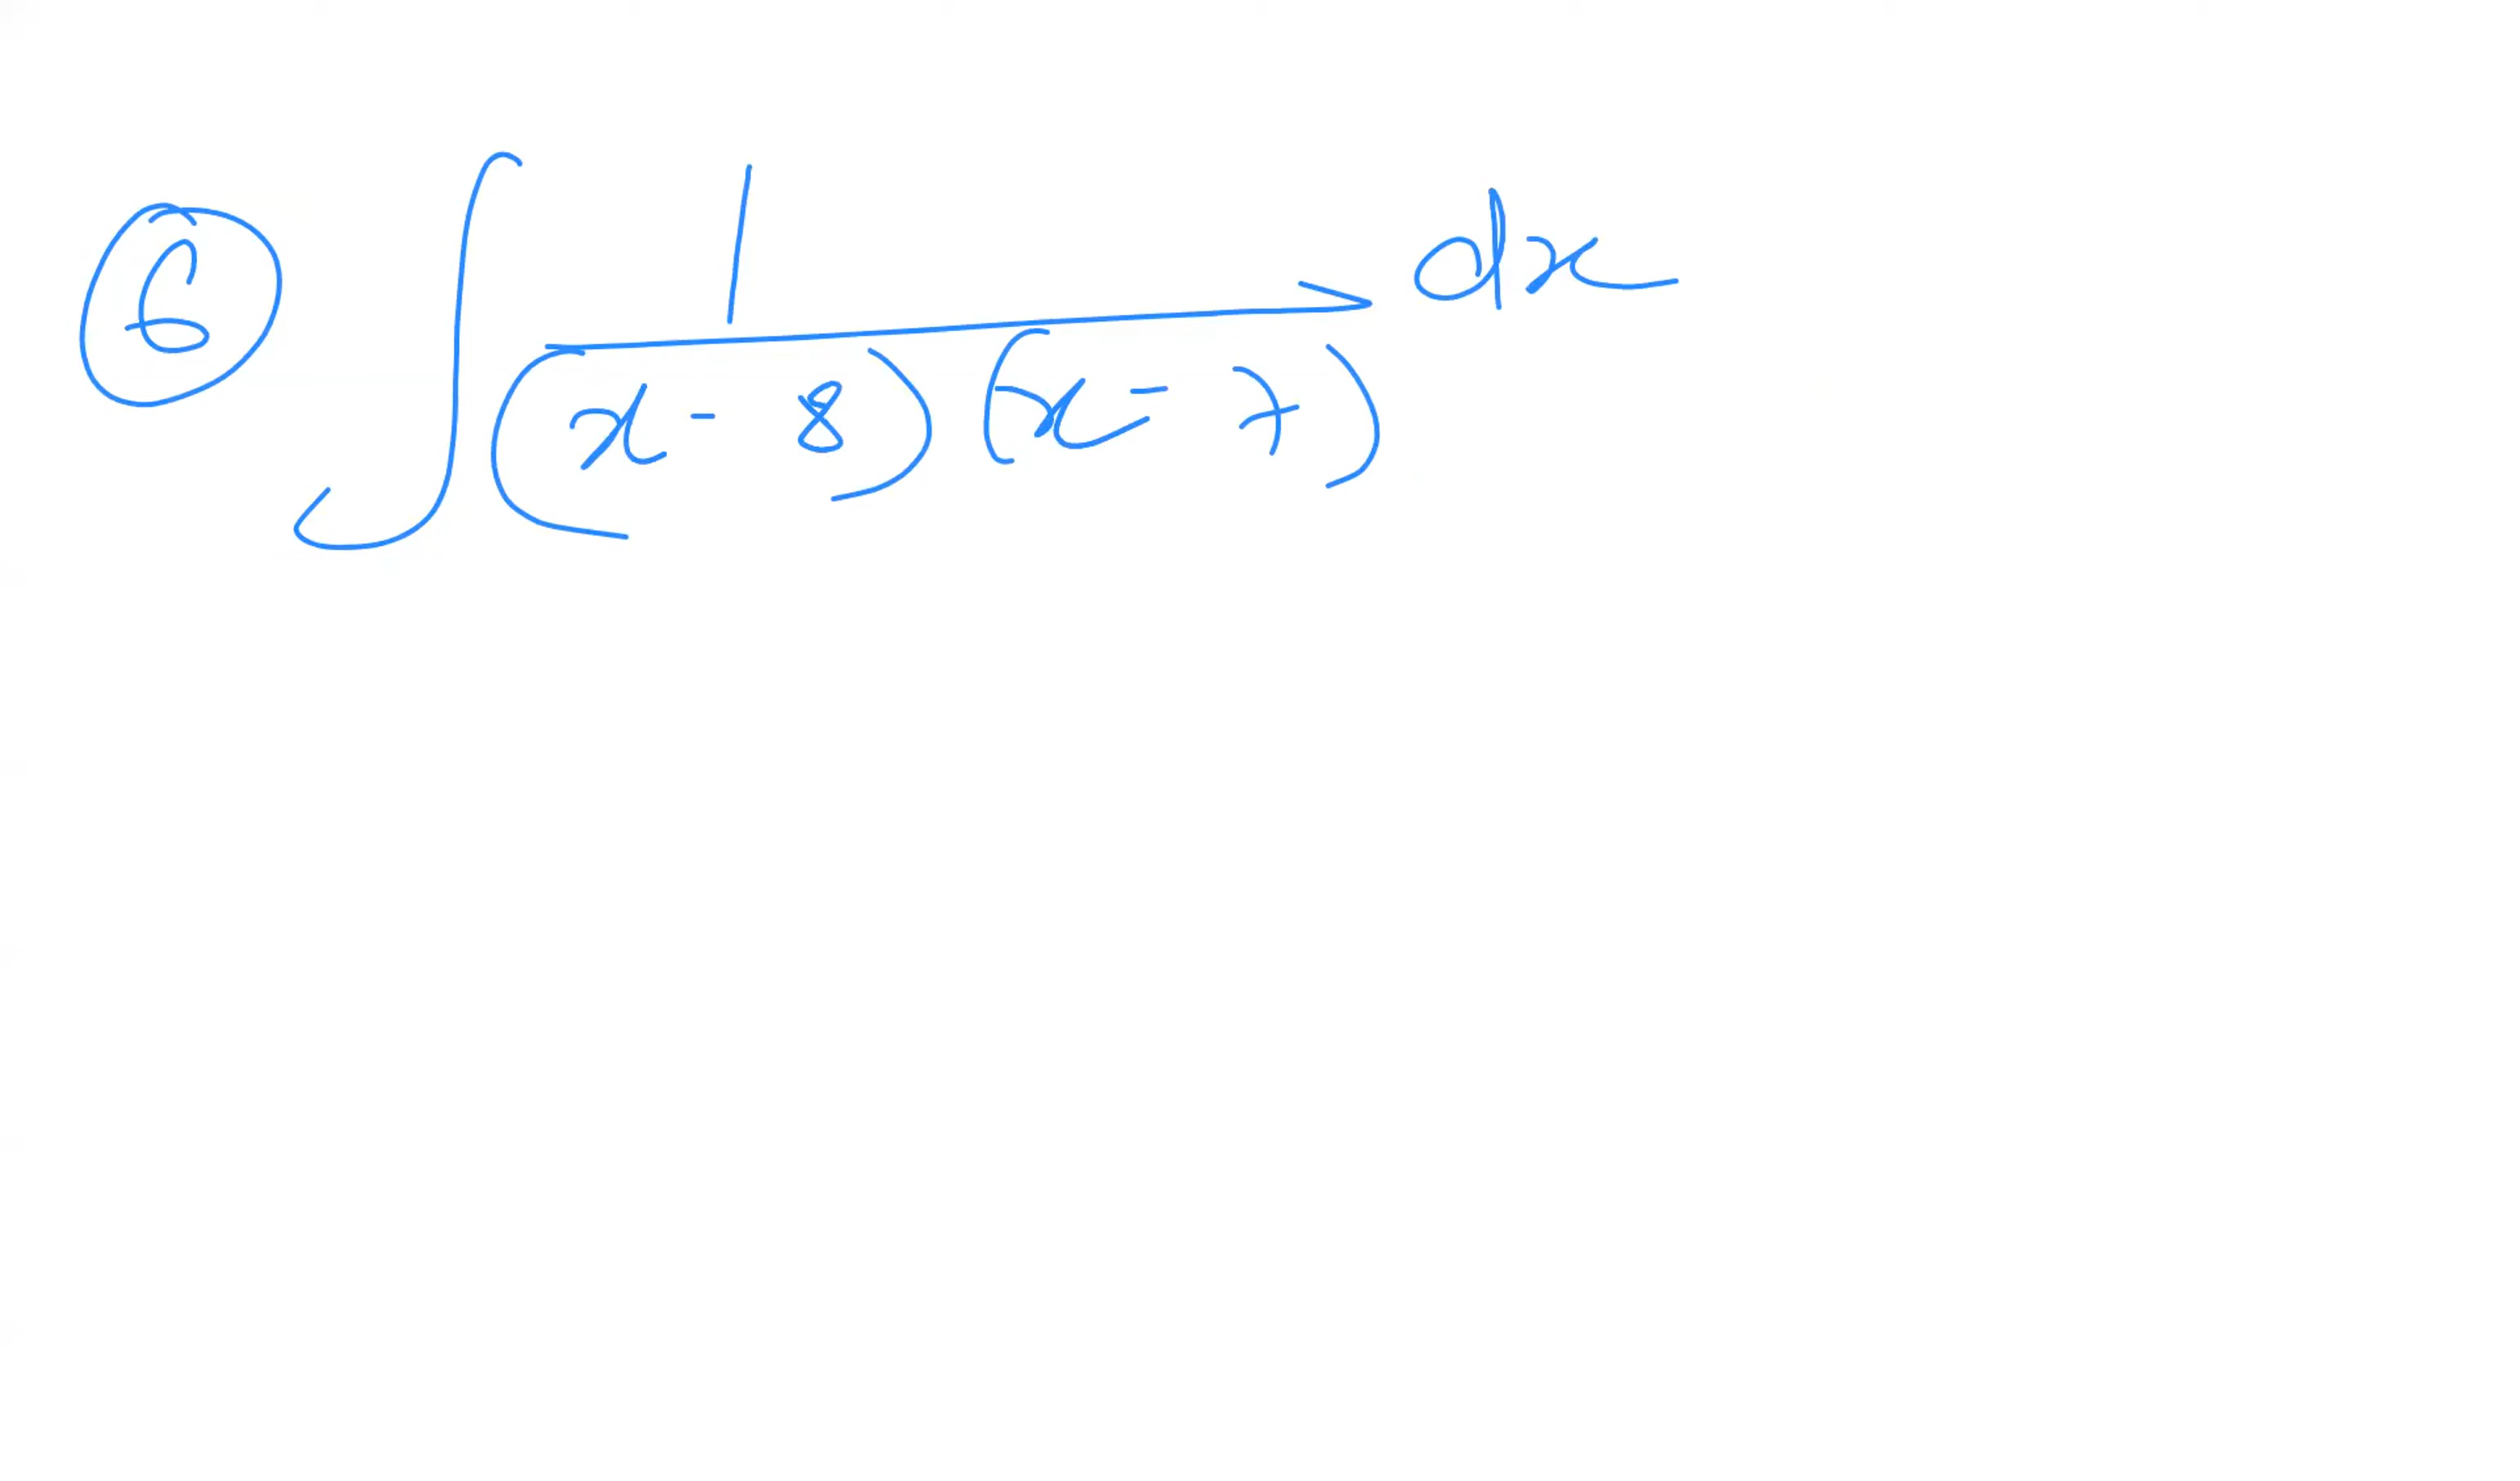 ⑥ ∫ 1/((x - 8)(x - 7)) dx